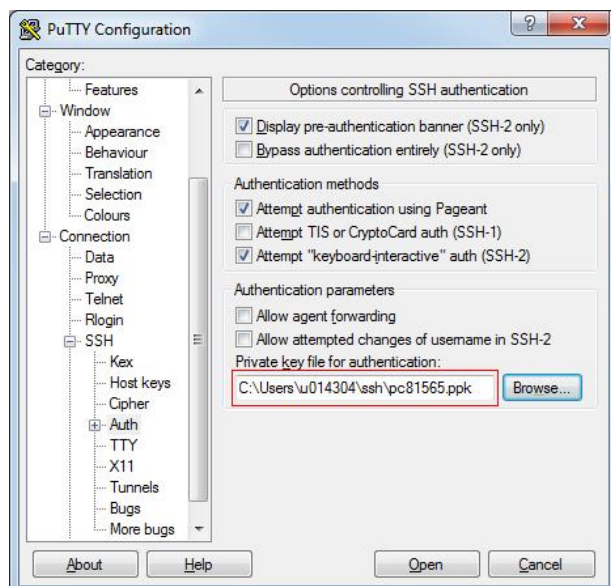 PuTTY Configuration
Category:
Features
Window
Appearance
Behaviour
Translation
Selection
Colours
Connection
Data
Proxy
Telnet
Rlogin
SSH
Kex
Host keys
Cipher
Auth
TTY
X11
Tunnels
Bugs
More bugs
Options controlling SSH authentication
Display pre-authentication banner (SSH-2 only)
Bypass authentication entirely (SSH-2 only)
Authentication methods
Attempt authentication using Pageant
Attempt TIS or CryptoCard auth (SSH-1)
Attempt "keyboard-interactive" auth (SSH-2)
Authentication parameters
Allow agent forwarding
Allow attempted changes of username in SSH-2
Private key file for authentication:
C:\Users\u014304\ssh\pc81565.ppk
Browse...
About
Help
Open
Cancel